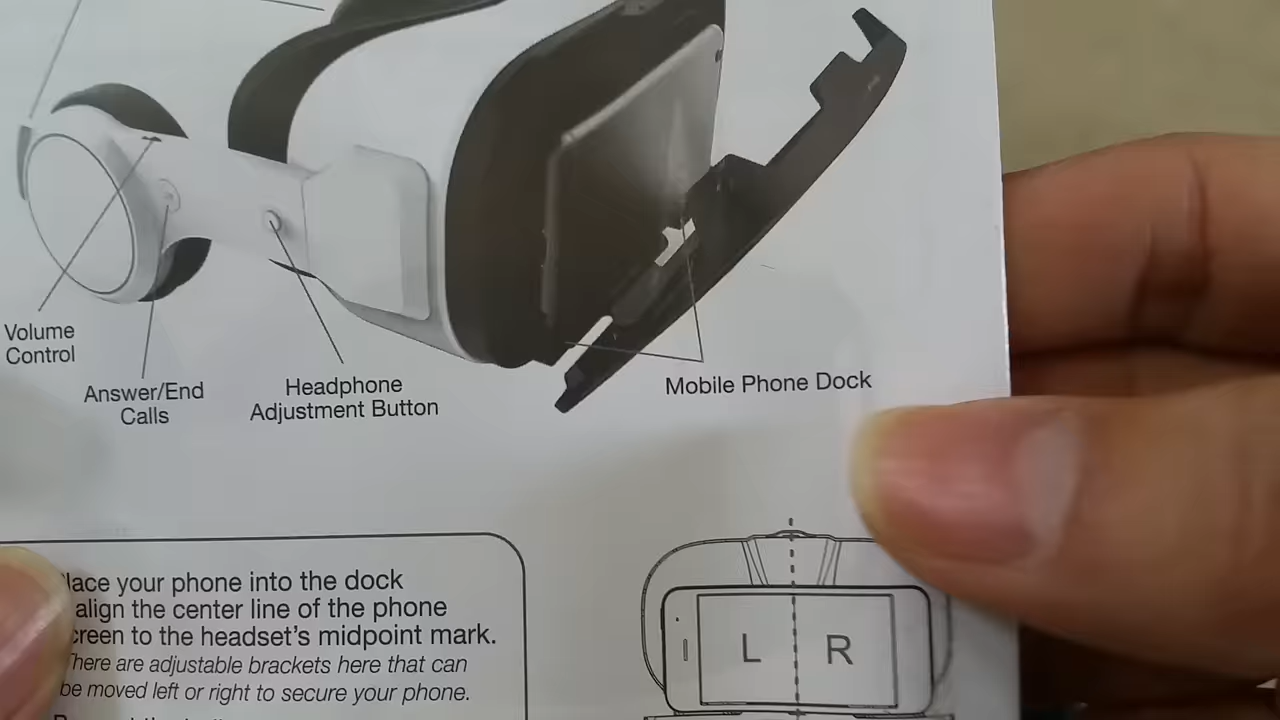 Volume
Control
Answer/End
Calls
Headphone
Adjustment Button
Mobile Phone Dock
lace your phone into the dock
align the center line of the phone
creen to the headset's midpoint mark.
There are adjustable brackets here that can
be moved left or right to secure your phone.
L R